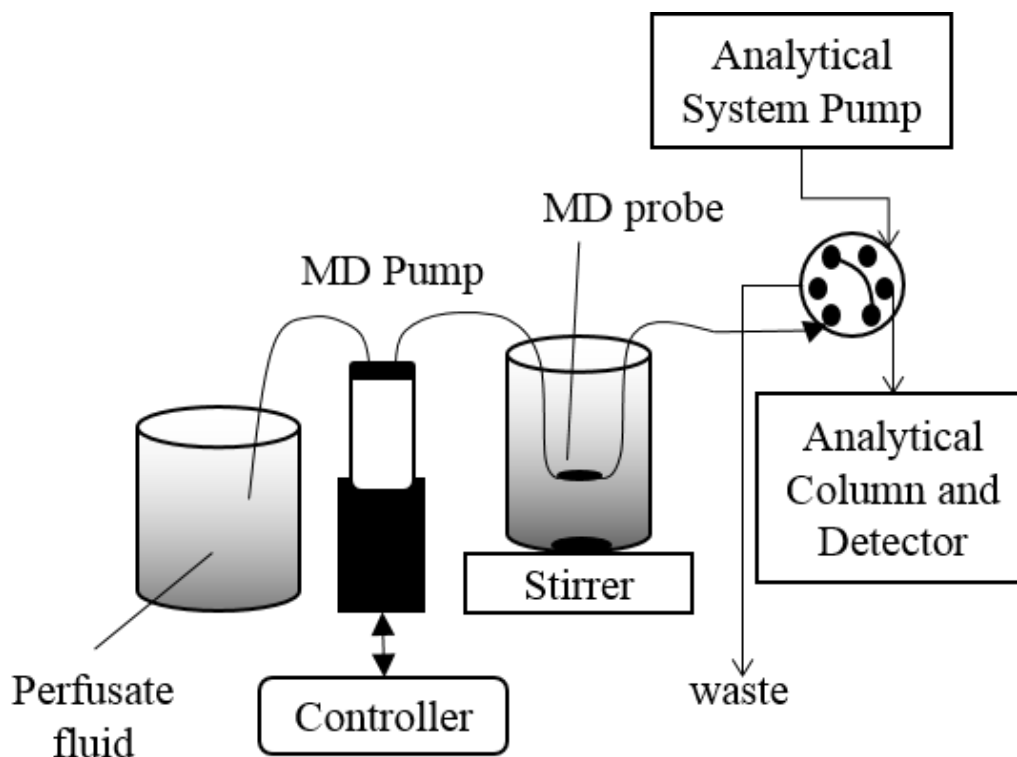 Analytical
System Pump
MD probe
MD Pump
Analytical
Column and
Detector
Stirrer
Perfusate
fluid
Controller
waste